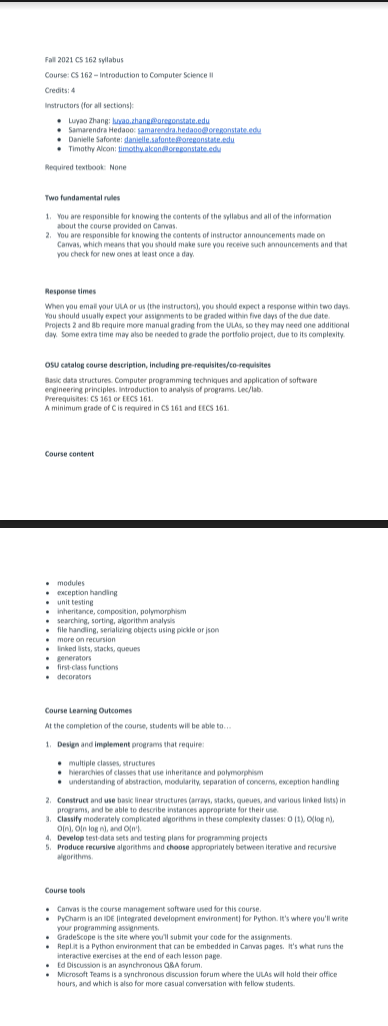 Fall 2021 CS 162 syllabus
Course: CS 162 – Introduction to Computer Science II
Credits: 4
Instructors (for all sections):
• Luyao Zhang: luyao.zhang@oregonstate.edu
• Samarendra Hedaoo: samarendra.hedaoo@oregonstate.edu
• Danielle Safonte: danielle.safonte@oregonstate.edu
• Timothy Alcon: timothy.alcon@oregonstate.edu
Required textbook: None
Two fundamental rules
1. You are responsible for knowing the contents of the syllabus and all of the information
about the course provided on Canvas.
2. You are responsible for knowing the contents of instructor announcements made on
Canvas, which means that you should make sure you receive such announcements and that
you check for new ones at least once a day.
Response times
When you email your ULA or us (the instructors), you should expect a response within two days.
You should usually expect your assignments to be graded within five days of the due date.
Projects 2 and 8b require more manual grading from the ULAs, so they may need one additional
day. Some extra time may also be needed to grade the portfolio project, due to its complexity.
OSU catalog course description, including pre-requisites/co-requisites
Basic data structures. Computer programming techniques and application of software
engineering principles. Introduction to analysis of programs. Lec/lab.
Prerequisites: CS 161 or EECS 161.
A minimum grade of C is required in CS 161 and EECS 161.
Course content
• modules
• exception handling
• unit testing
• inheritance, composition, polymorphism
• searching, sorting, algorithm analysis
• file handling, serializing objects using pickle or json
• more on recursion
• linked lists, stacks, queues
• generators
• first-class functions
• decorators
Course Learning Outcomes
At the completion of the course, students will be able to...
1. Design and implement programs that require:
• multiple classes, structures
• hierarchies of classes that use inheritance and polymorphism
• understanding of abstraction, modularity, separation of concerns, exception handling
2. Construct and use basic linear structures (arrays, stacks, queues, and various linked lists) in
programs, and be able to describe instances appropriate for their use.
3. Classify moderately complicated algorithms in these complexity classes: O (1), O(log n),
O(n), O(n log n), and
4. Develop test-data sets and testing plans for programming projects
5. Produce recursive algorithms and choose appropriately between iterative and recursive
algorithms.
Course tools
• Canvas is the course management software used for this course.
• PyCharm is an IDE (integrated development environment) for Python. It's where you'll write
your programming assignments.
• GradeScope is the site where you'll submit your code for the assignments.
• Repl.it is a Python environment that can be embedded in Canvas pages. It's what runs the
interactive exercises at the end of each lesson page.
• Ed Discussion is an asynchronous Q&A forum.
• Microsoft Teams is a synchronous discussion forum where the ULAs will hold their office
hours, and which is also for more casual conversation with fellow students.